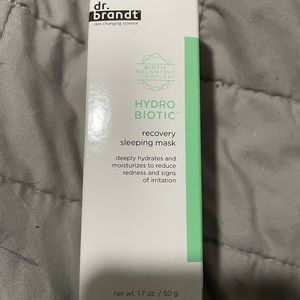 dr.
brandt
skin changing science
BIOTIC
BALANCING
COMPLEX
HYDRO
BIOTIC™
recovery
sleeping mask
deeply hydrates and
moisturizes to reduce
redness and signs
of irritation
net wt. 1.7 oz. / 50 g